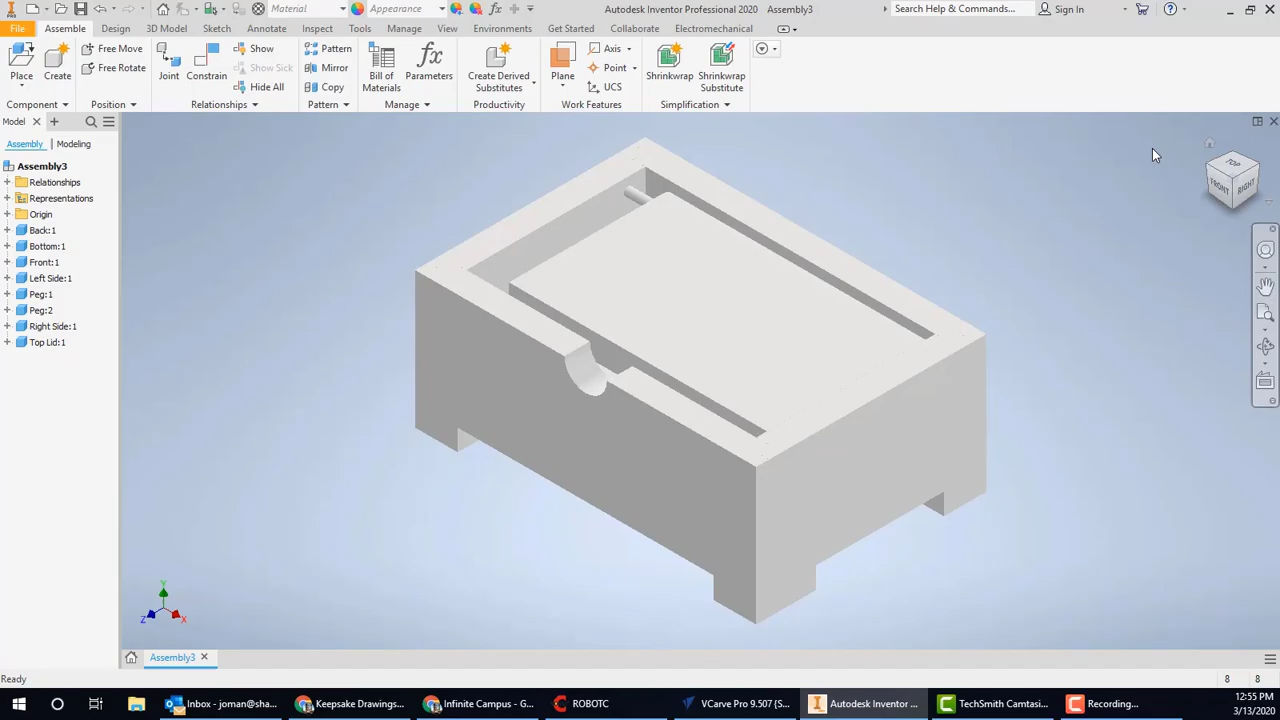 Material
Appearance
fx
Autodesk Inventor Professional 2020 Assembly3
Search Help & Commands...
Sign In
PRO
File Assemble Design 3D Model Sketch Annotate Inspect Tools Manage View Environments Get Started Collaborate Electromechanical
Place
Create
Free Move
Free Rotate
Joint
Constrain
Show
Show Sick
Hide All
Pattern
Mirror
Copy
Bill of
Materials
fx
Parameters
Create Derived
Substitutes
Plane
Axis
Point
UCS
Shrinkwrap
Shrinkwrap
Substitute
Component Position Relationships Pattern Manage Productivity Work Features Simplification
Model
Assembly Modeling
Assembly3
Relationships
Representations
Origin
Back:1
Bottom:1
Front:1
Left Side:1
Peg:1
Peg:2
Right Side:1
Top Lid:1
TOP
FRONT
RIGHT
Y
Z
X
Assembly3
Ready
8 8
Inbox - joman@sha...
Keepsake Drawings...
Infinite Campus - G...
ROBOTC
VCarve Pro 9.507 {S...
Autodesk Inventor ...
TechSmith Camtasi...
Recording...
12:55 PM
3/13/2020